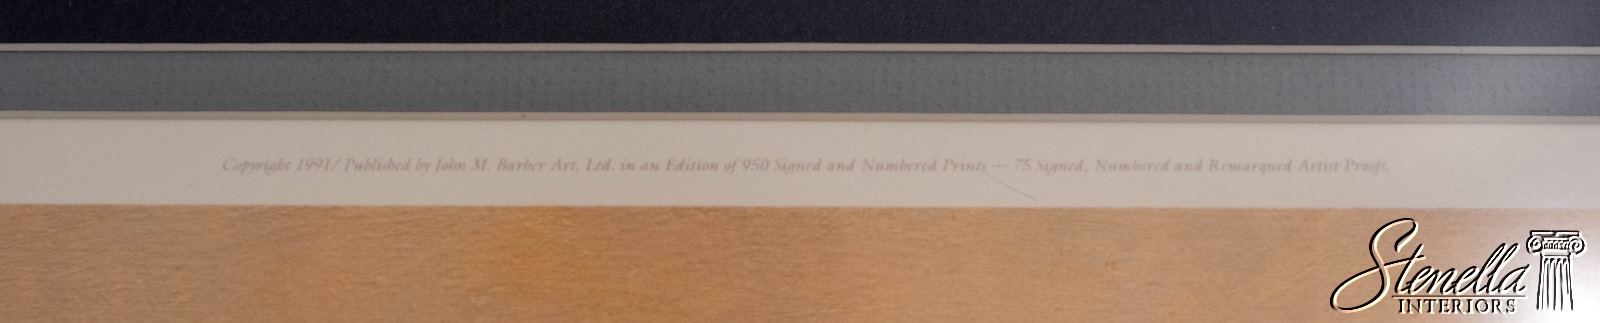 Copyright 1991/ Published by John M. Barber Art, Ltd. in an Edition of 950 Signed and Numbered Prints — 75 Signed, Numbered and Remarqued Artist Proofs.
Stenella
INTERIORS